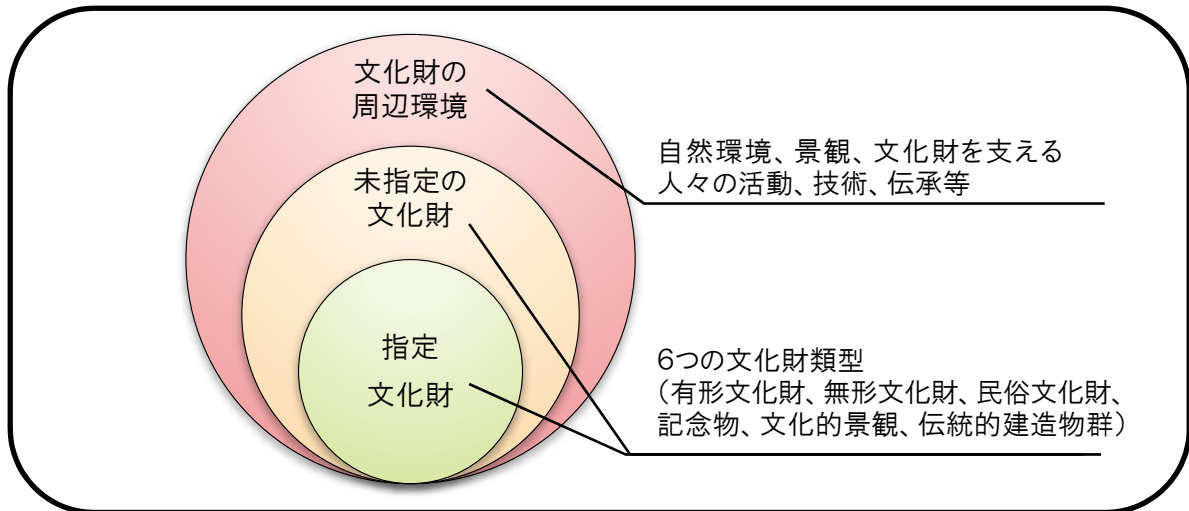 文化財の
周辺環境
自然環境、景観、文化財を支える
人々の活動、技術、伝承等
未指定の
文化財
指定
文化財
6つの文化財類型
(有形文化財、無形文化財、民俗文化財、
記念物、文化的景観、伝統的建造物群)